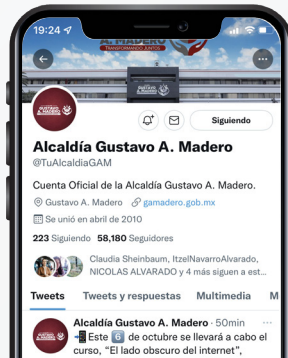 19:24
A. MADERO
TRANSFORMANDO JUNTOS
GUSTAVO
A. MADERO
Siguiendo
Alcaldía Gustavo A. Madero
@TuAlcaldiaGAM
Cuenta Oficial de la Alcaldía Gustavo A. Madero.
Gustavo A. Madero gamadero.gob.mx
Se unió en abril de 2010
223 Siguiendo 58,180 Seguidores
Claudia Sheinbaum, ItzelNavarroAlvarado,
NICOLAS ALVARADO y 4 más siguen a est...
Tweets Tweets y respuestas Multimedia M
Alcaldía Gustavo A. Madero · 50min ...
📲Este 6️⃣ de octubre se llevará a cabo el
curso, "El lado obscuro del internet",